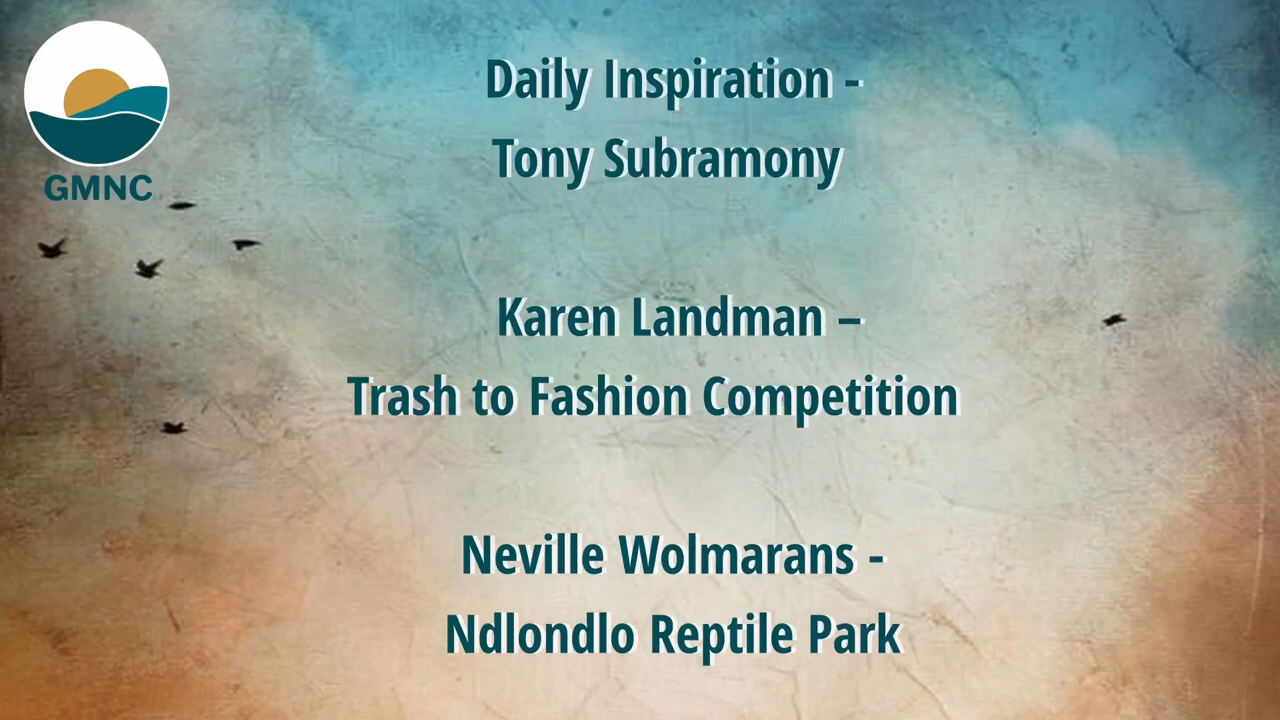 GMNC
Daily Inspiration -
Tony Subramony
Karen Landman –
Trash to Fashion Competition
Neville Wolmarans -
Ndlondlo Reptile Park